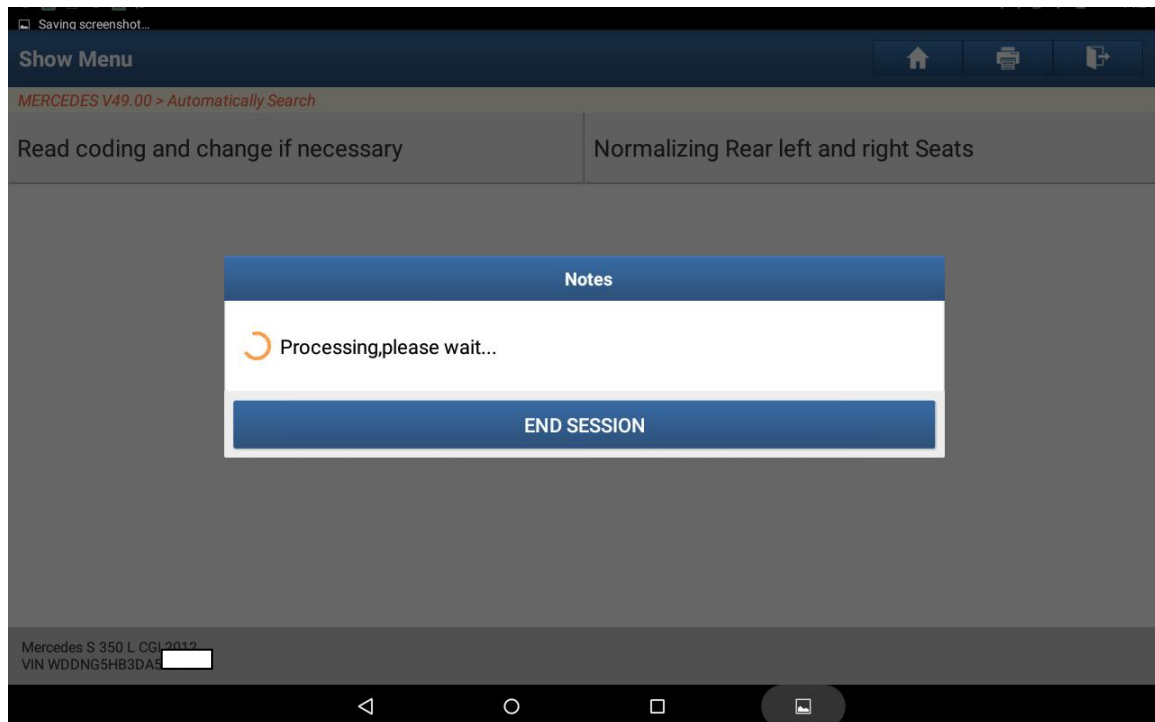 Saving screenshot...
Show Menu
MERCEDES V49.00 > Automatically Search
Read coding and change if necessary
Normalizing Rear left and right Seats
Notes
Processing,please wait...
END SESSION
Mercedes S 350 L CGI 2012
VIN WDDNG5HB3DA5